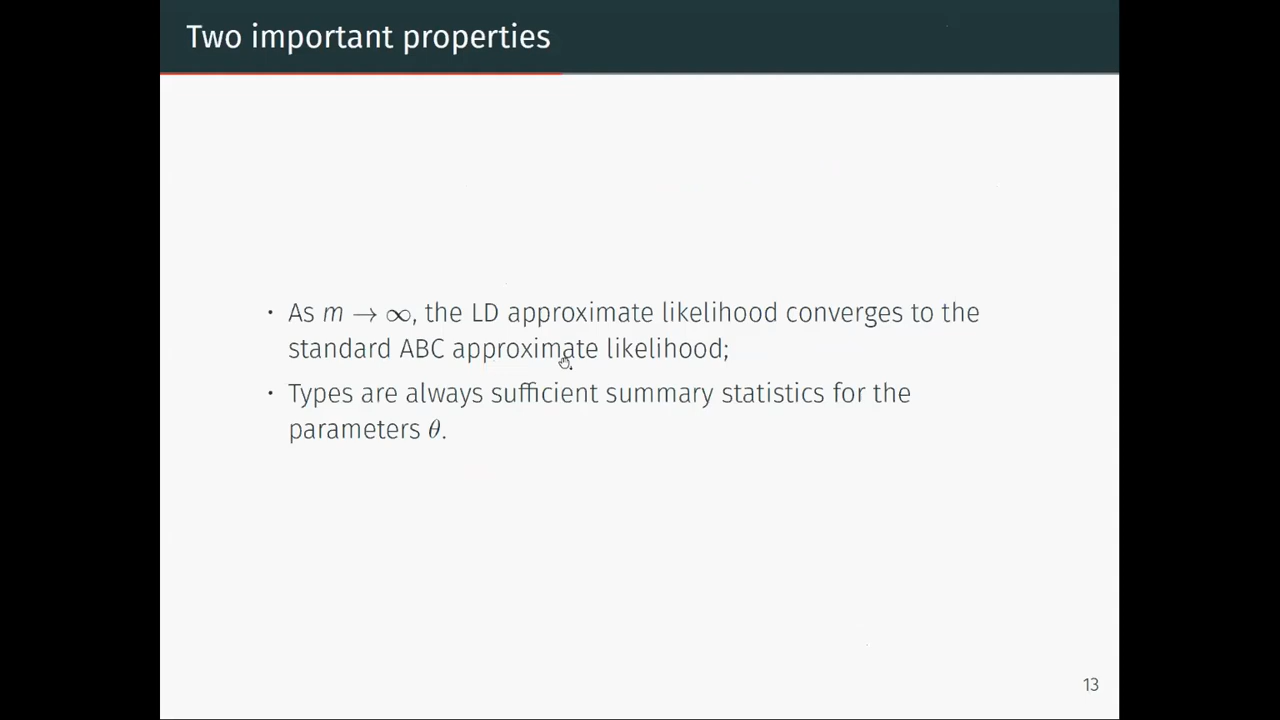 Two important properties
• As m → ∞, the LD approximate likelihood converges to the
standard ABC approximate likelihood;
• Types are always sufficient summary statistics for the
parameters θ.
13